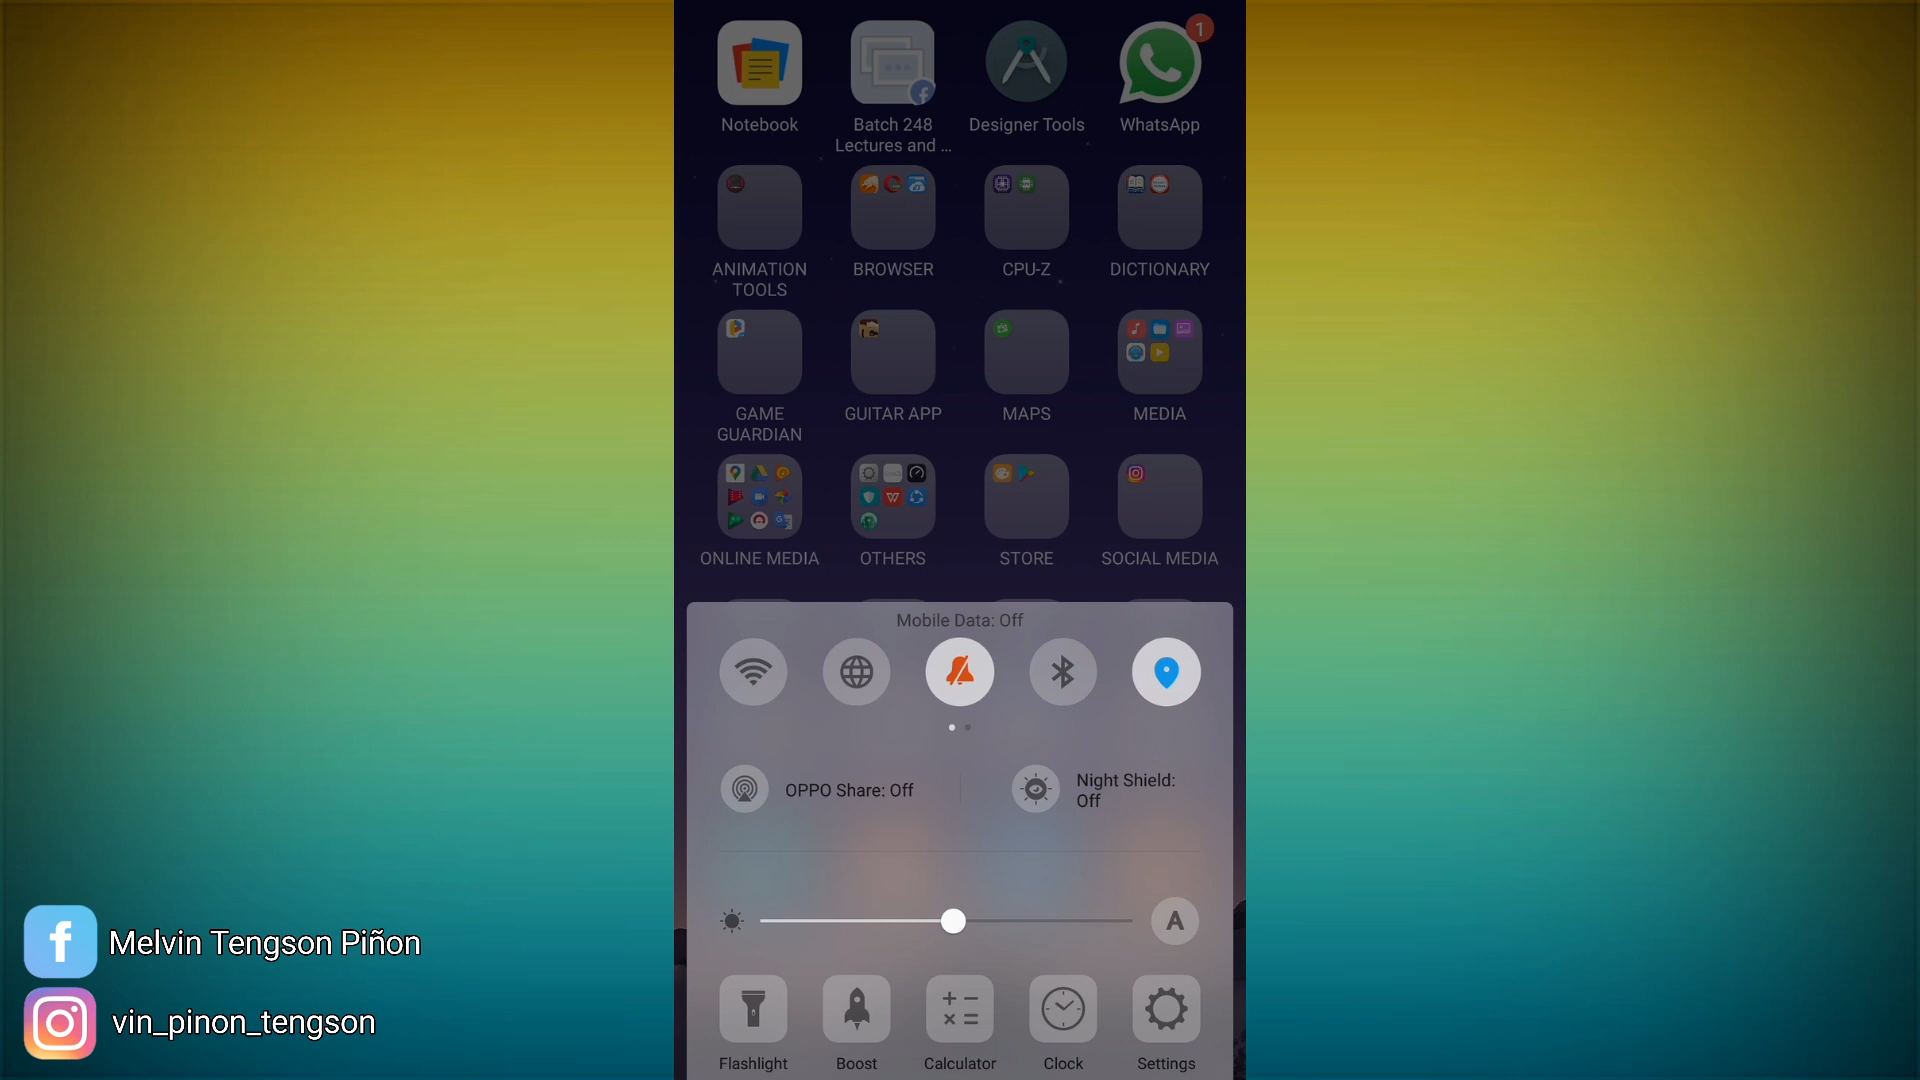 1
Notebook
Batch 248
Lectures and ...
Designer Tools
WhatsApp
ANIMATION
TOOLS
BROWSER
CPU-Z
DICTIONARY
GAME
GUARDIAN
GUITAR APP
MAPS
MEDIA
ONLINE MEDIA
OTHERS
STORE
SOCIAL MEDIA
Mobile Data: Off
OPPO Share: Off
Night Shield:
Off
A
Flashlight
Boost
Calculator
Clock
Settings
Melvin Tengson Piñon
vin_pinon_tengson